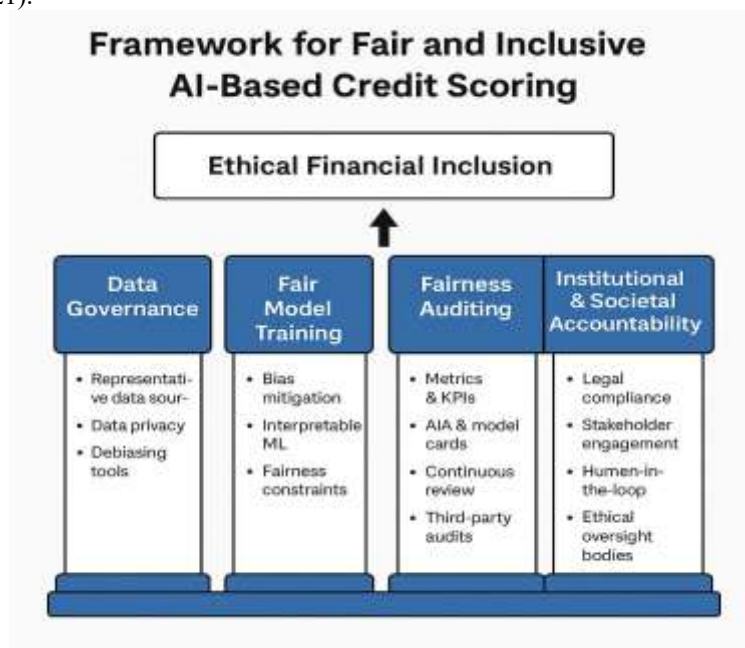 21).
Framework for Fair and Inclusive
AI-Based Credit Scoring
Ethical Financial Inclusion
Data
Governance
• Representati-
ve data sour-
• Data privacy
• Debiasing
tools
Fair
Model
Training
• Bias
mitigation
• Interpretable
ML
• Fairness
constraints
Fairness
Auditing
• Metrics
& KPIs
• AIA & model
cards
• Continuous
review
• Third-party
audits
Institutional
& Societal
Accountability
• Legal
compliance
• Stakeholder
engagement
• Humen-in-
the-loop
• Ethical
oversight
bodies